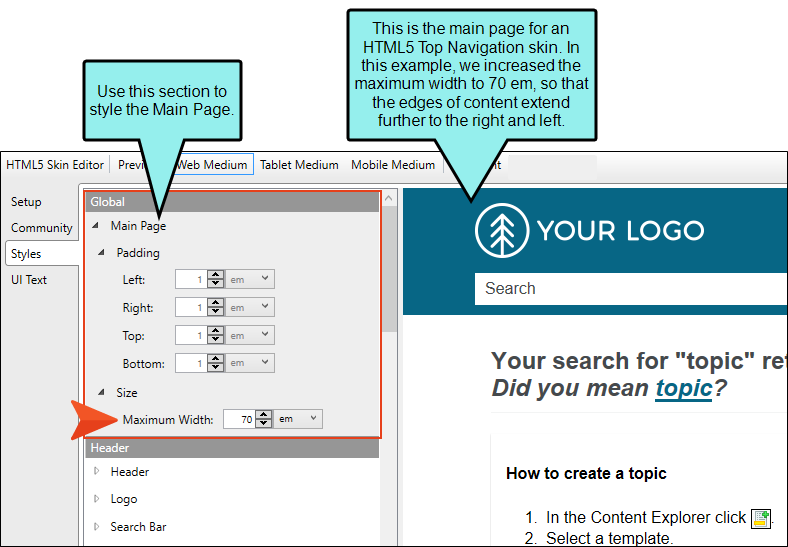 This is the main page for an
HTML5 Top Navigation skin. In
this example, we increased the
maximum width to 70 em, so that
the edges of content extend
further to the right and left.
Use this section to
style the Main Page.
HTML5 Skin Editor Web Medium Tablet Medium Mobile Medium
Setup
Community
Styles
UI Text
Global
Main Page
Padding
Left: 1 em
Right: 1 em
Top: 1 em
Bottom: 1 em
Size
Maximum Width: 70 em
Header
Header
Logo
Search Bar
YOUR LOGO
Search
Your search for "topic"
Did you mean topic?
How to create a topic
1. In the Content Explorer click .
2. Select a template.